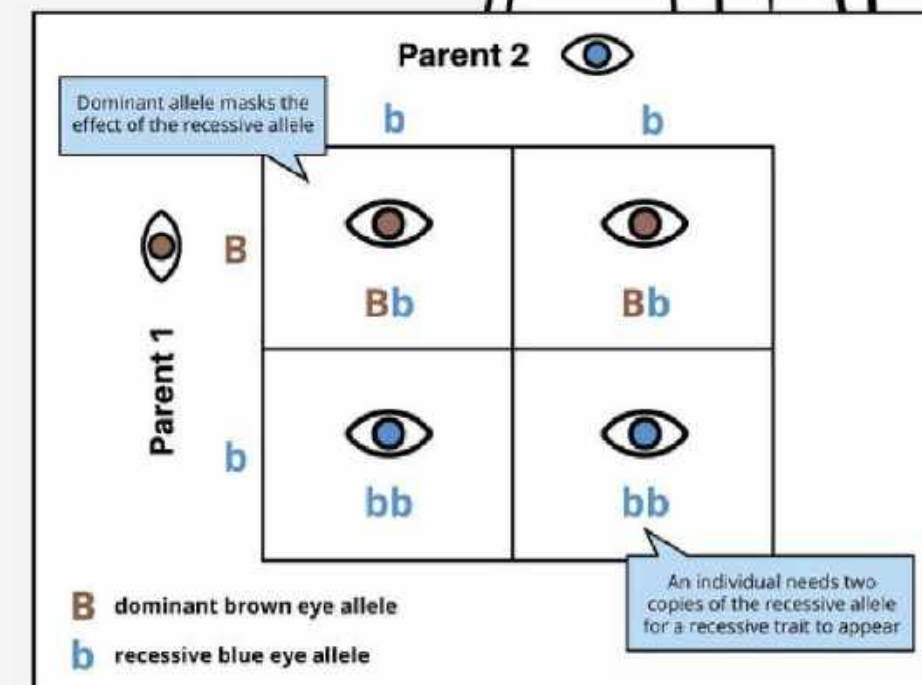 Parent 2
Dominant allele masks the
effect of the recessive allele
b
b
B
Bb
Bb
Parent 1
b
bb
bb
An individual needs two
copies of the recessive allele
for a recessive trait to appear
B dominant brown eye allele
b recessive blue eye allele